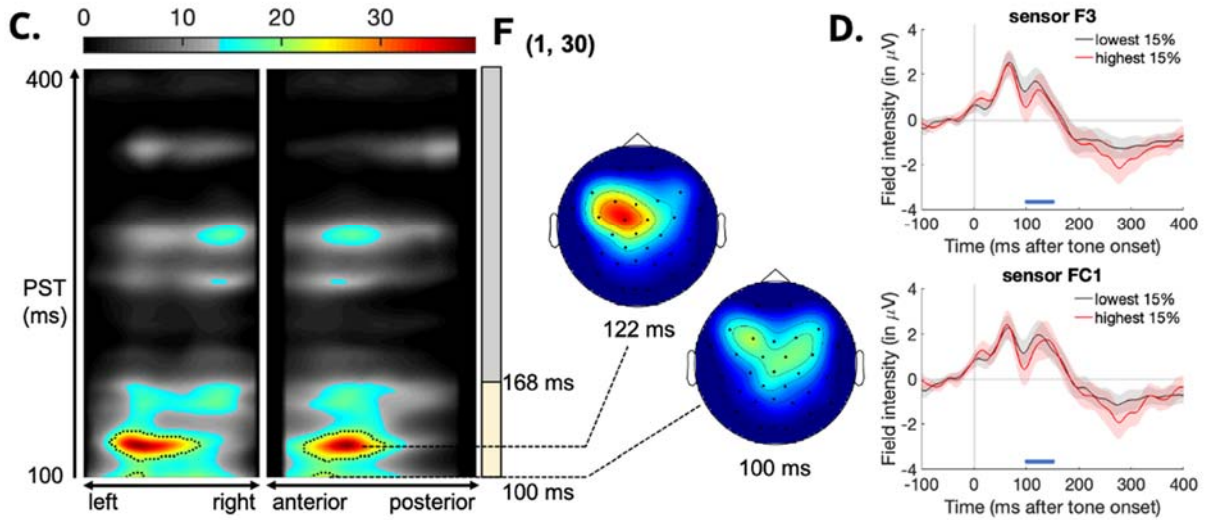 C.
0 10 20 30
F (1, 30)
400
PST
(ms)
100
left right
anterior posterior
168 ms
100 ms
122 ms
100 ms
D.
sensor F3
lowest 15%
highest 15%
Field intensity (in μV)
4
2
0
-2
-4
-100 0 100 200 300 400
Time (ms after tone onset)
sensor FC1
lowest 15%
highest 15%
Field intensity (in μV)
4
2
0
-2
-4
-100 0 100 200 300 400
Time (ms after tone onset)